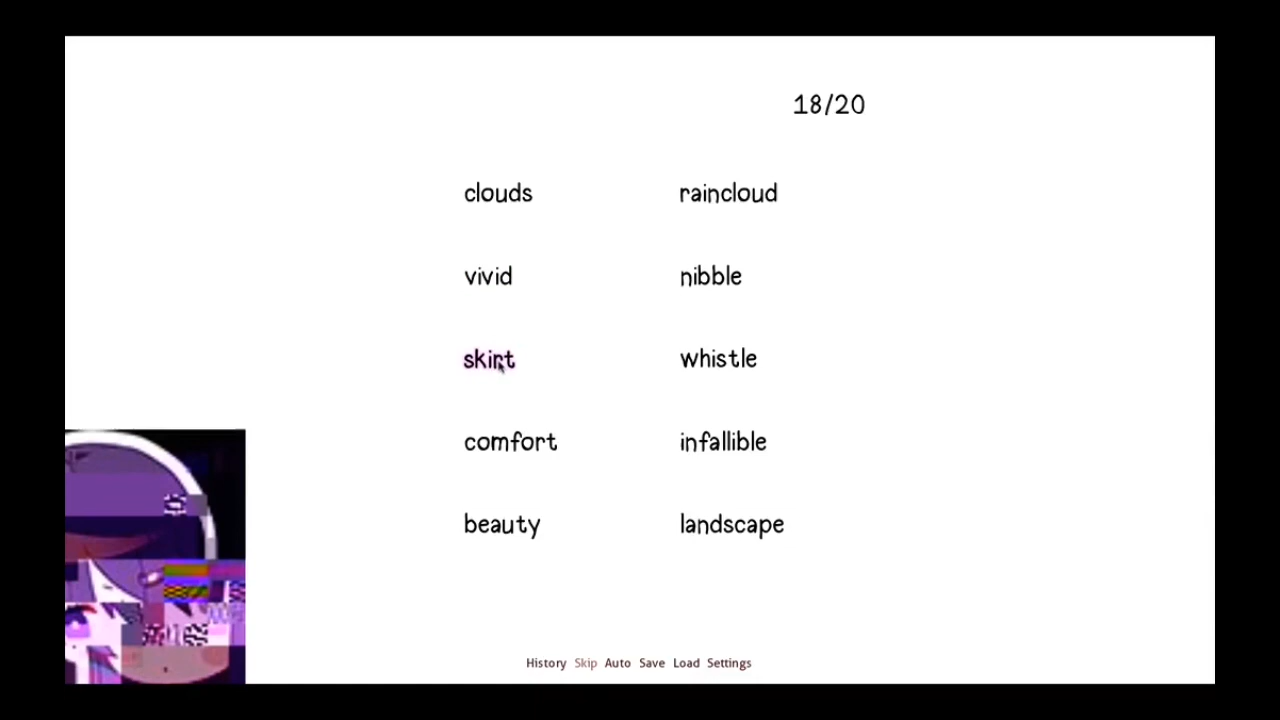 18/20
clouds raincloud
vivid nibble
skirt whistle
comfort infallible
beauty landscape
History Skip Auto Save Load Settings